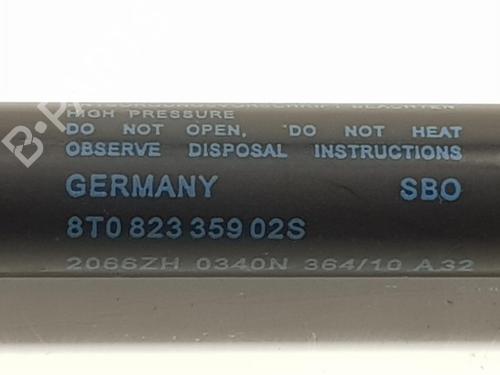 HIGH PRESSURE
DO NOT OPEN, DO NOT HEAT
OBSERVE DISPOSAL INSTRUCTIONS
GERMANY SBO
8T0 823 359 02S
2066ZH 0340N 364/10 A32
B-PARTS